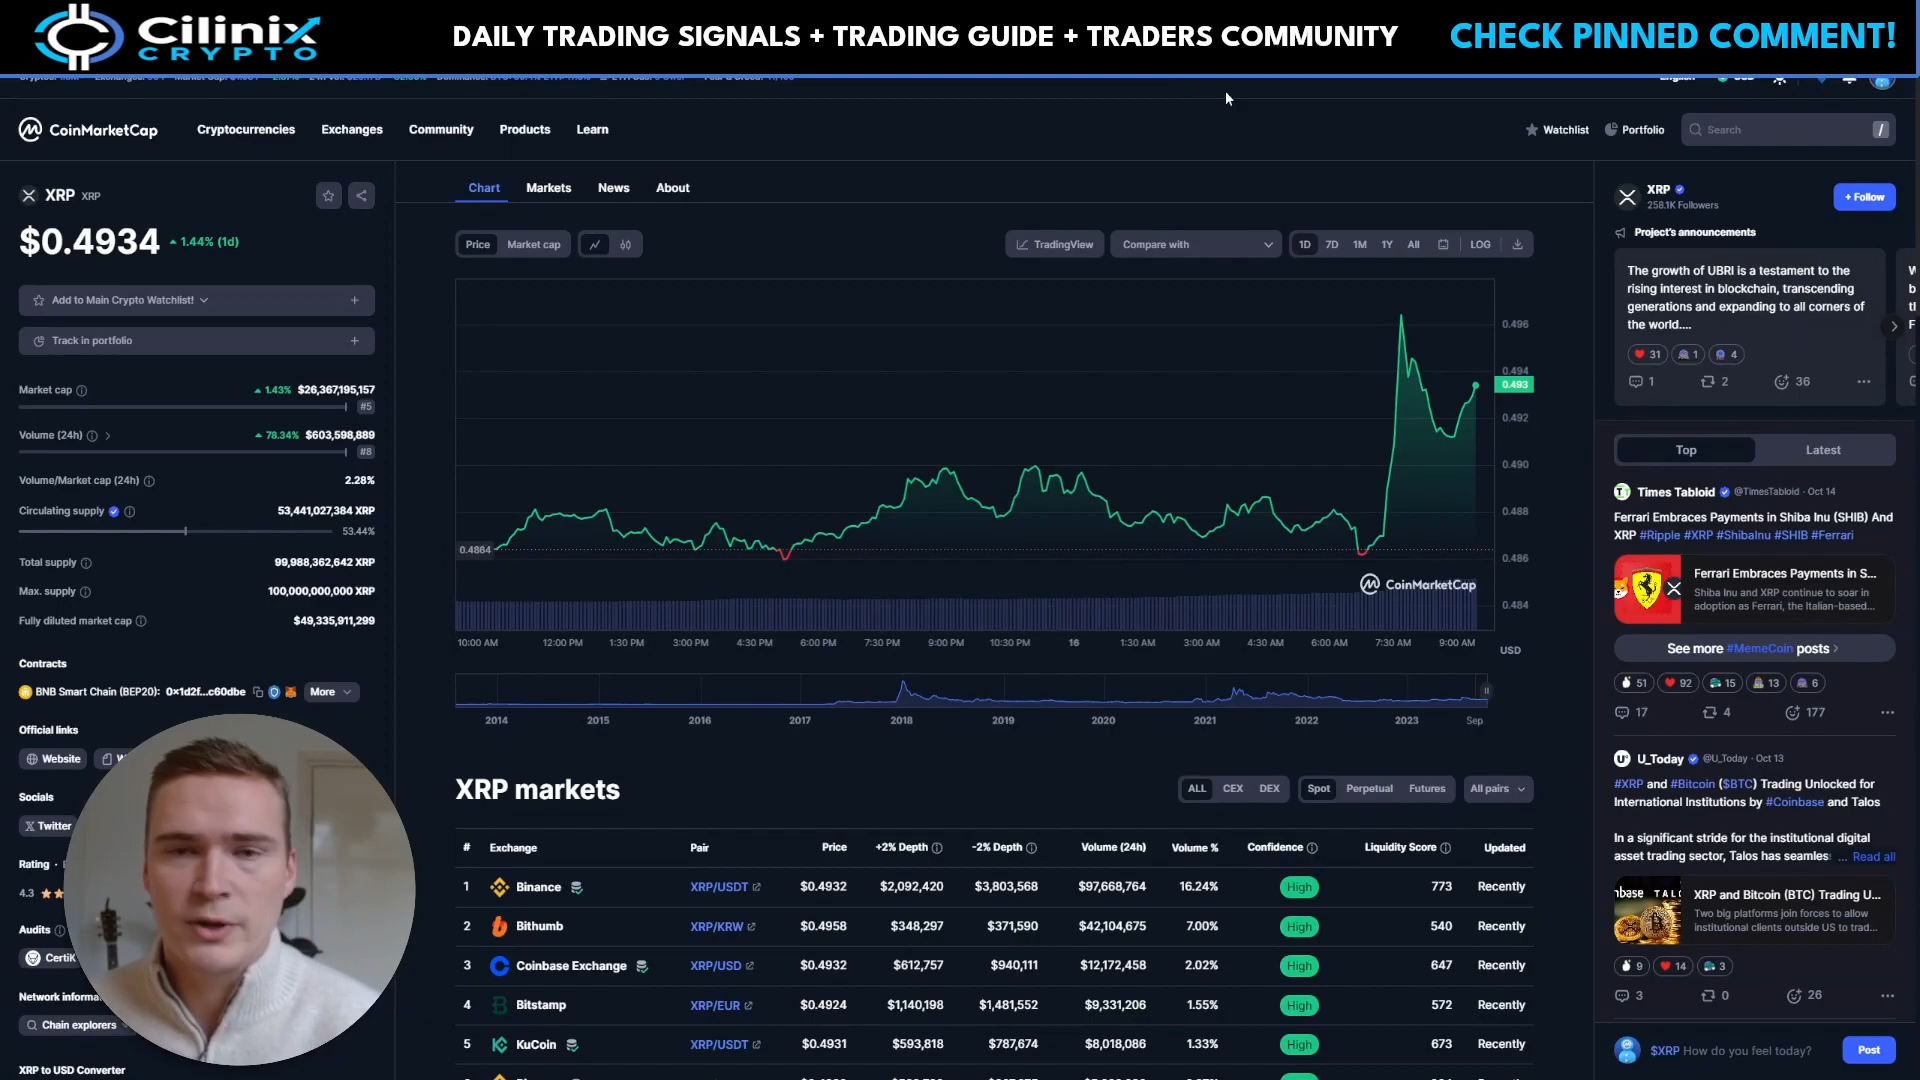 Cilinix
CRYPTO
DAILY TRADING SIGNALS + TRADING GUIDE + TRADERS COMMUNITY
CHECK PINNED COMMENT!
CoinMarketCap
Cryptocurrencies
Exchanges
Community
Products
Learn
Watchlist
Portfolio
Search
/
XRP XRP
$0.4934
1.44% (1d)
Add to Main Crypto Watchlist!
Track in portfolio
Market cap
1.43% $26,367,195,157
#5
Volume (24h)
78.34% $603,598,889
#8
Volume/Market cap (24h)
2.28%
Circulating supply
53,441,027,384 XRP
53.44%
Total supply
99,988,362,642 XRP
Max. supply
100,000,000,000 XRP
Fully diluted market cap
$49,335,911,299
Contracts
BNB Smart Chain (BEP20): 0x1d2f...c60dbe
More
Official links
Website
Socials
Twitter
Rating
4.3
Audits
CertiK
Network informa
Chain explorers
XRP to USD Converter
Chart
Markets
News
About
Price
Market cap
TradingView
Compare with
1D 7D 1M 1Y All
LOG
0.496
0.494
0.493
0.492
0.490
0.488
0.486
0.484
0.4864
CoinMarketCap
10:00 AM 12:00 PM 1:30 PM 3:00 PM 4:30 PM 6:00 PM 7:30 PM 9:00 PM 10:30 PM 16 1:30 AM 3:00 AM 4:30 AM 6:00 AM 7:30 AM 9:00 AM
USD
2014 2015 2016 2017 2018 2019 2020 2021 2022 2023 Sep
XRP markets
ALL CEX DEX
Spot Perpetual Futures
All pairs
# Exchange Pair Price +2% Depth -2% Depth Volume (24h) Volume % Confidence Liquidity Score Updated
1 Binance XRP/USDT $0.4932 $2,092,420 $3,803,568 $97,668,764 16.24% High 773 Recently
2 Bithumb XRP/KRW $0.4958 $348,297 $371,590 $42,104,675 7.00% High 540 Recently
3 Coinbase Exchange XRP/USD $0.4932 $612,757 $940,111 $12,172,458 2.02% High 647 Recently
4 Bitstamp XRP/EUR $0.4924 $1,140,198 $1,481,552 $9,331,206 1.55% High 572 Recently
5 KuCoin XRP/USDT $0.4931 $593,818 $787,674 $8,018,086 1.33% High 673 Recently
XRP
258.1K Followers
+ Follow
Project's announcements
The growth of UBRI is a testament to the
rising interest in blockchain, transcending
generations and expanding to all corners of
the world....
31 1 4
1 2 36
Top
Latest
Times Tabloid @TimesTabloid · Oct 14
Ferrari Embraces Payments in Shiba Inu (SHIB) And
XRP #Ripple #XRP #ShibaInu #SHIB #Ferrari
Ferrari Embraces Payments in S...
Shiba Inu and XRP continue to soar in
adoption as Ferrari, the Italian-based...
See more #MemeCoin posts
51 92 15 13 6
17 4 177
U_Today @U_Today · Oct 13
#XRP and #Bitcoin ($BTC) Trading Unlocked for
International Institutions by #Coinbase and Talos
In a significant stride for the institutional digital
asset trading sector, Talos has seamles ... Read all
XRP and Bitcoin (BTC) Trading U...
Two big platforms join forces to allow
institutional clients outside US to trad...
9 14 3
3 0 26
$XRP How do you feel today?
Post